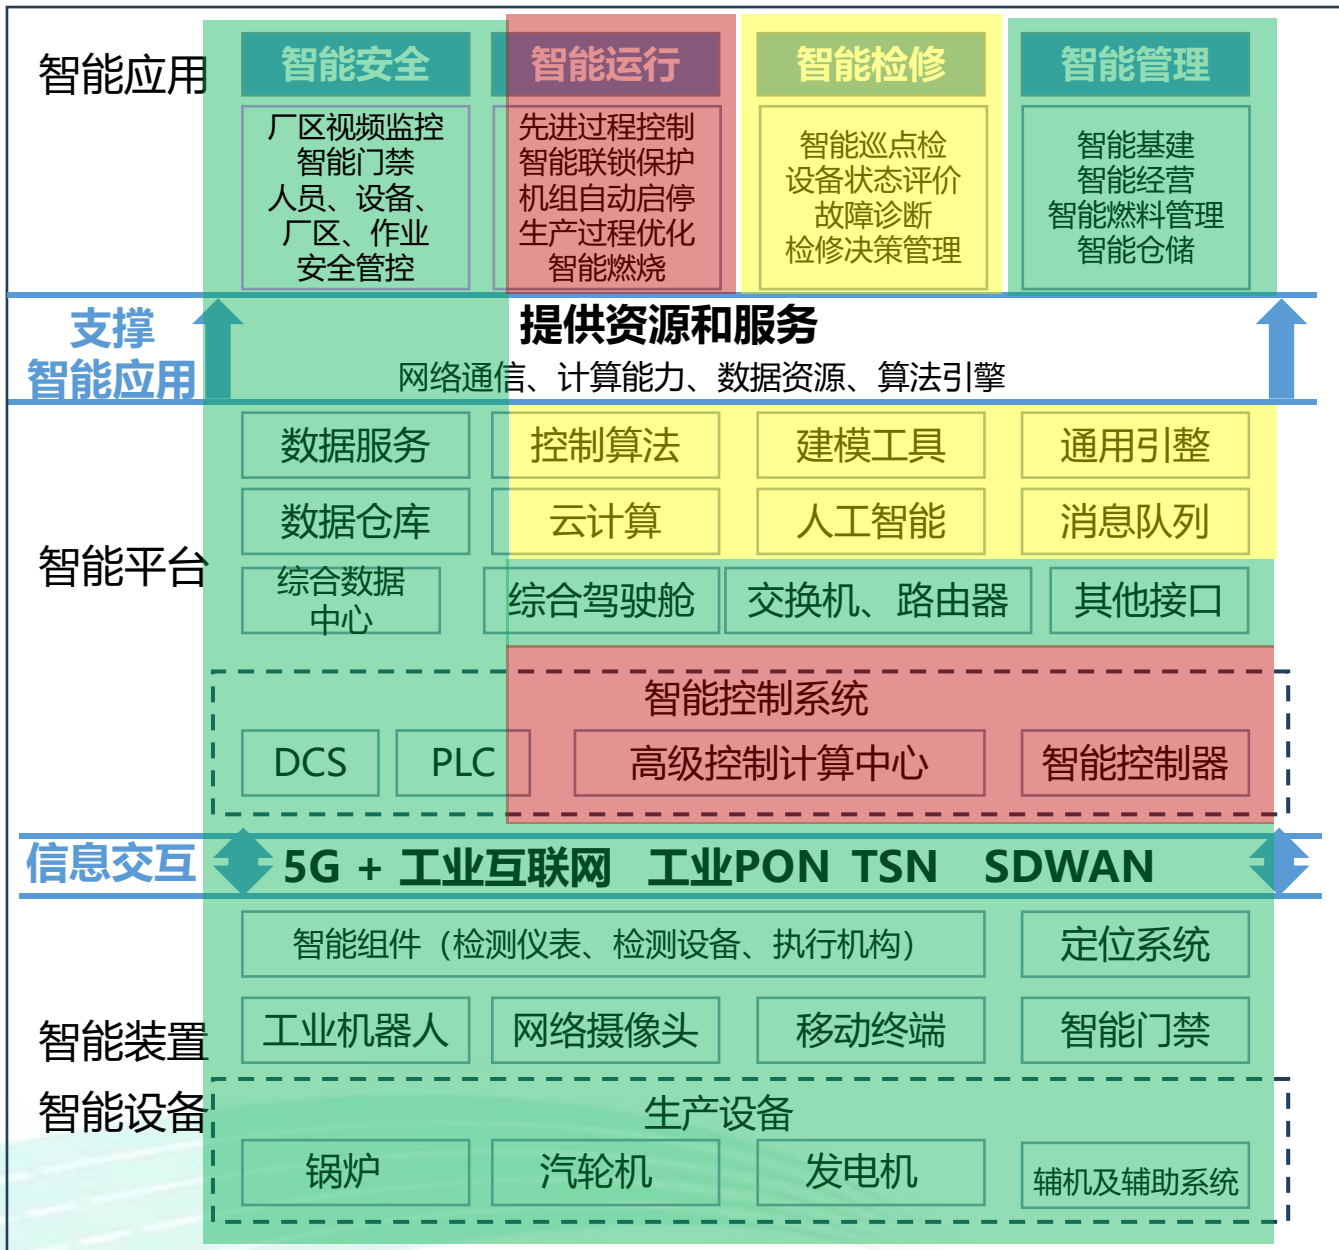 智能应用
智能安全
智能运行
智能检修
智能管理
厂区视频监控
智能门禁
人员、设备、
厂区、作业
安全管控
先进过程控制
智能联锁保护
机组自动启停
生产过程优化
智能燃烧
智能巡点检
设备状态评价
故障诊断
检修决策管理
智能基建
智能经营
智能燃料管理
智能仓储
支撑
智能应用
提供资源和服务
网络通信、计算能力、数据资源、算法引擎
智能平台
数据服务
控制算法
建模工具
通用引整
数据仓库
云计算
人工智能
消息队列
综合数据
中心
综合驾驶舱
交换机、路由器
其他接口
智能控制系统
DCS
PLC
高级控制计算中心
智能控制器
信息交互
5G + 工业互联网 工业PON TSN SDWAN
智能组件（检测仪表、检测设备、执行机构）
定位系统
智能装置
工业机器人
网络摄像头
移动终端
智能门禁
智能设备
生产设备
锅炉
汽轮机
发电机
辅机及辅助系统